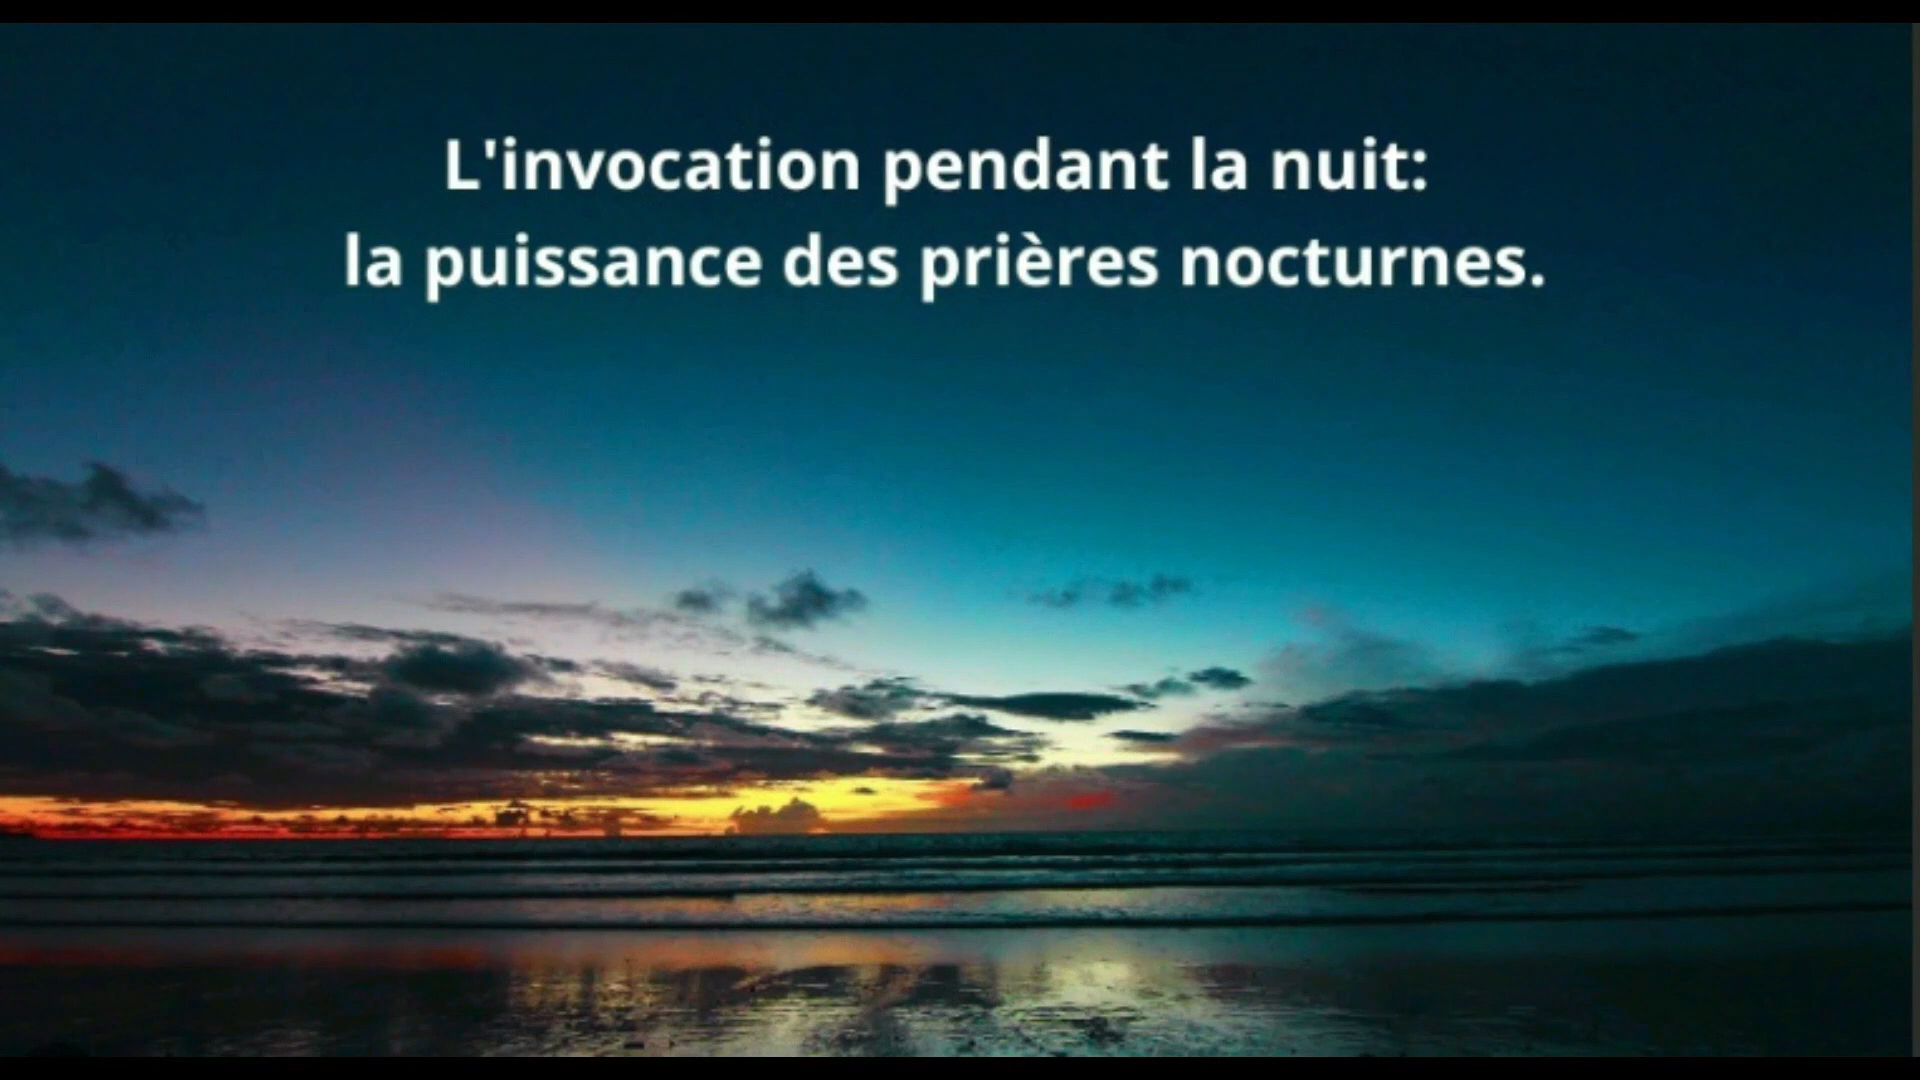 L'invocation pendant la nuit:
la puissance des prières nocturnes.